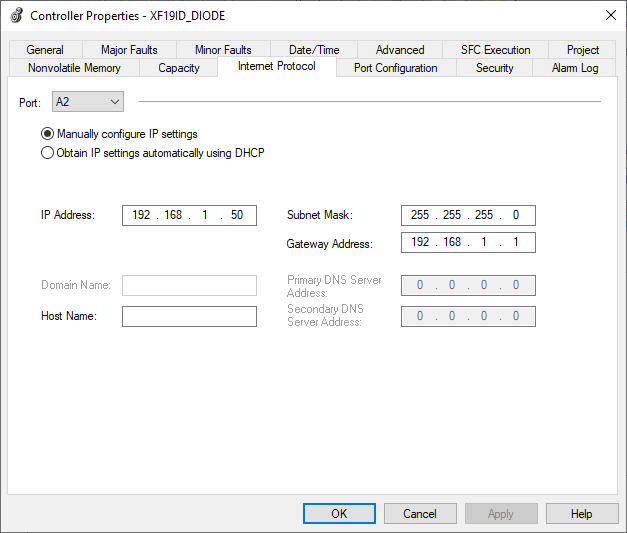 Controller Properties - XF19ID_DIODE
General Major Faults Minor Faults Date/Time Advanced SFC Execution Project
Nonvolatile Memory Capacity Internet Protocol Port Configuration Security Alarm Log
Port: A2
Manually configure IP settings
Obtain IP settings automatically using DHCP
IP Address: 192 . 168 . 1 . 50 Subnet Mask: 255 . 255 . 255 . 0
Gateway Address: 192 . 168 . 1 . 1
Domain Name: Primary DNS Server
Address: 0 . 0 . 0 . 0
Host Name: Secondary DNS
Server Address: 0 . 0 . 0 . 0
OK Cancel Apply Help